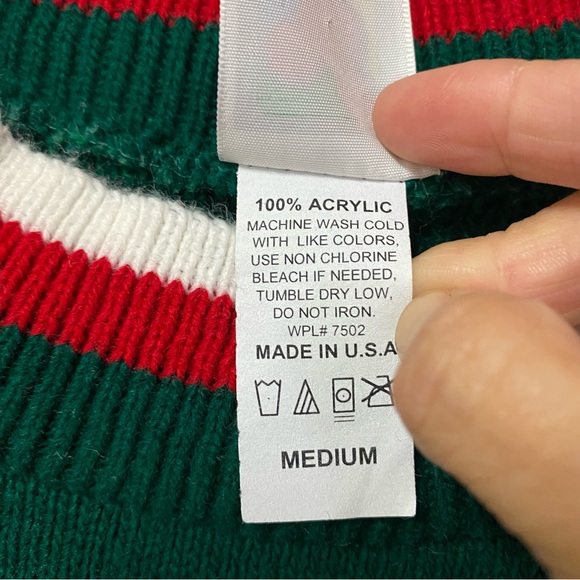 100% ACRYLIC
MACHINE WASH COLD
WITH LIKE COLORS,
USE NON CHLORINE
BLEACH IF NEEDED,
TUMBLE DRY LOW,
DO NOT IRON.
WPL# 7502
MADE IN U.S.A
MEDIUM